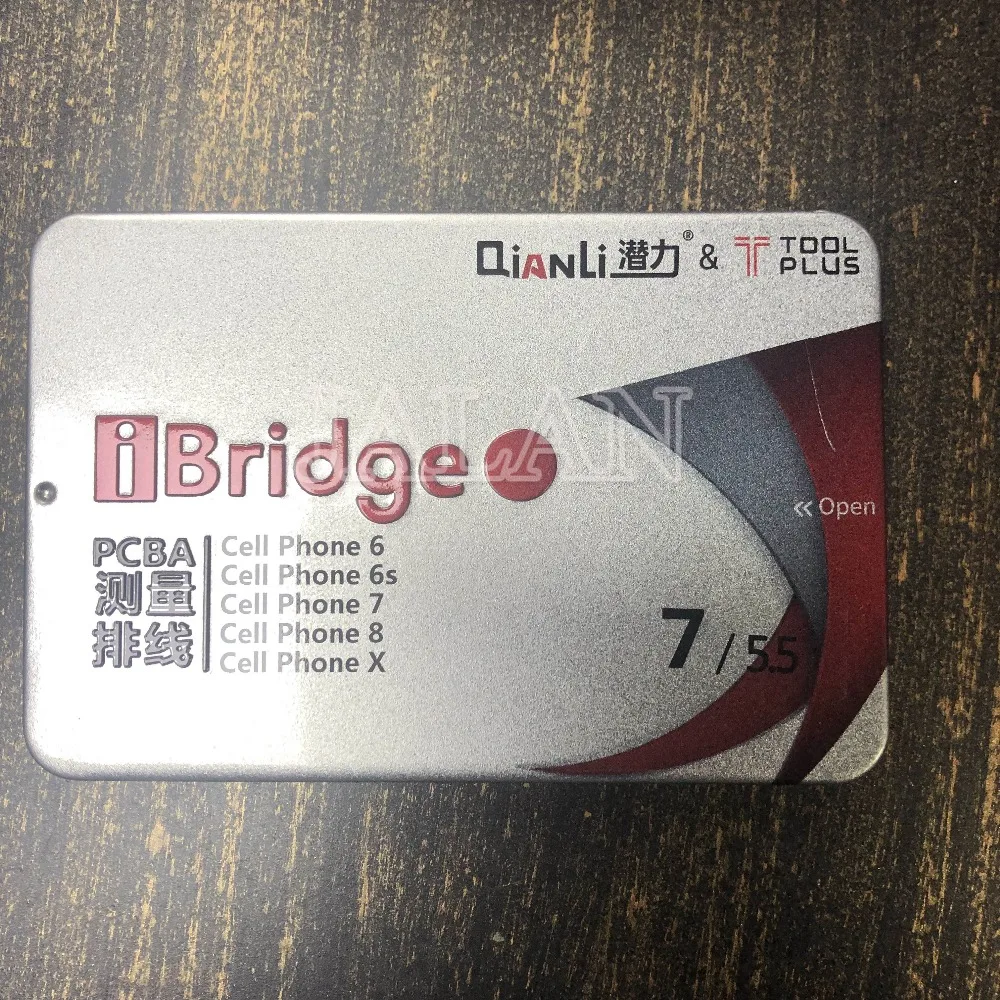 QiANLi 潜力® & T TOOL PLUS
iBridge
« Open
PCBA
测量
排线
Cell Phone 6
Cell Phone 6s
Cell Phone 7
Cell Phone 8
Cell Phone X
7 / 5.5